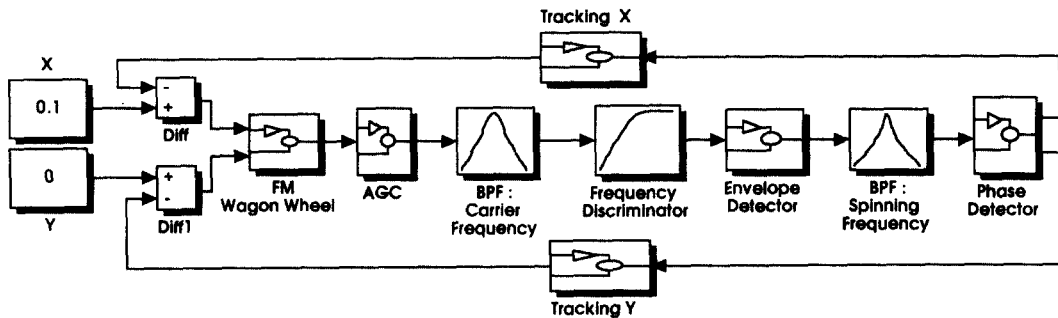 Tracking X
X
0.1
-
+
Diff
0
Y
+
-
Diff1
FM
Wagon Wheel
AGC
BPF :
Carrier
Frequency
Frequency
Discriminator
Envelope
Detector
BPF :
Spinning
Frequency
Phase
Detector
Tracking Y